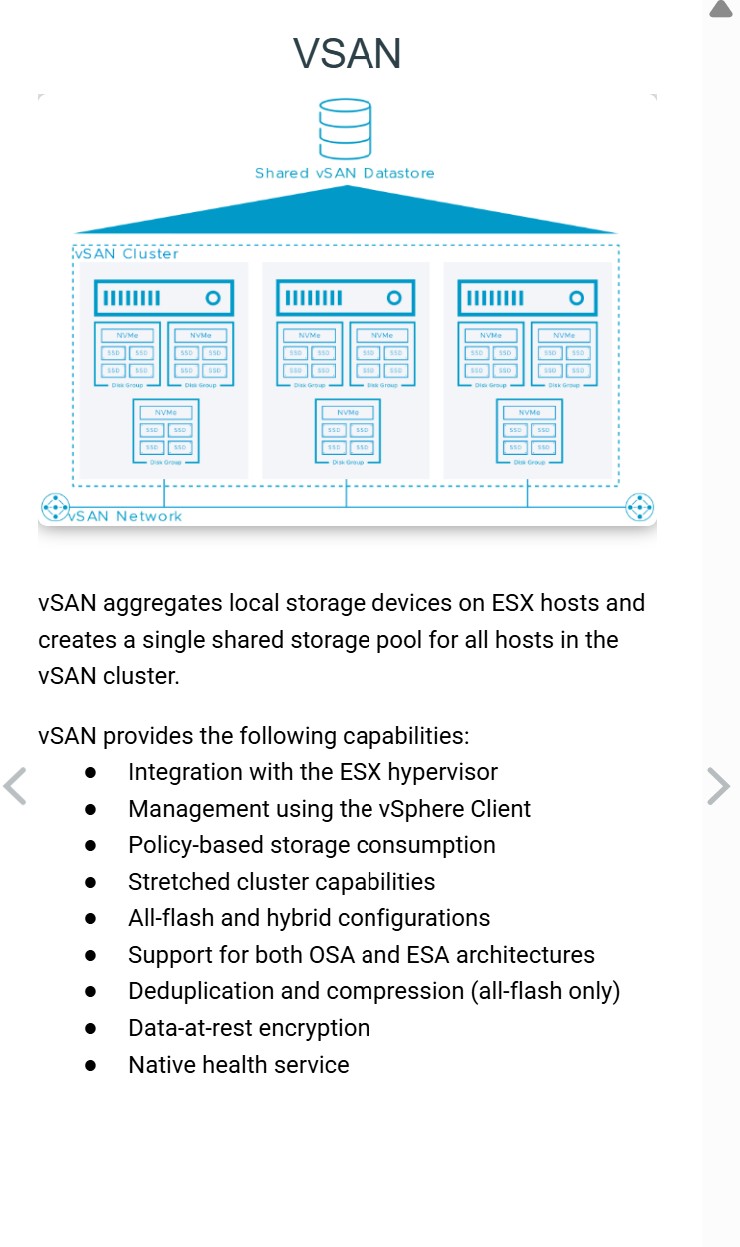 VSAN
Shared vSAN Datastore
vSAN Cluster
NVMe NVMe NVMe NVMe NVMe NVMe
SSD SSD SSD SSD SSD SSD SSD SSD SSD SSD SSD SSD
SSD SSD SSD SSD SSD SSD SSD SSD SSD SSD SSD SSD
Disk Group Disk Group Disk Group Disk Group Disk Group Disk Group
NVMe NVMe NVMe
SSD SSD SSD SSD SSD SSD
SSD SSD SSD SSD SSD SSD
Disk Group Disk Group Disk Group
vSAN Network
vSAN aggregates local storage devices on ESX hosts and
creates a single shared storage pool for all hosts in the
vSAN cluster.
vSAN provides the following capabilities:
● Integration with the ESX hypervisor
● Management using the vSphere Client
● Policy-based storage consumption
● Stretched cluster capabilities
● All-flash and hybrid configurations
● Support for both OSA and ESA architectures
● Deduplication and compression (all-flash only)
● Data-at-rest encryption
● Native health service